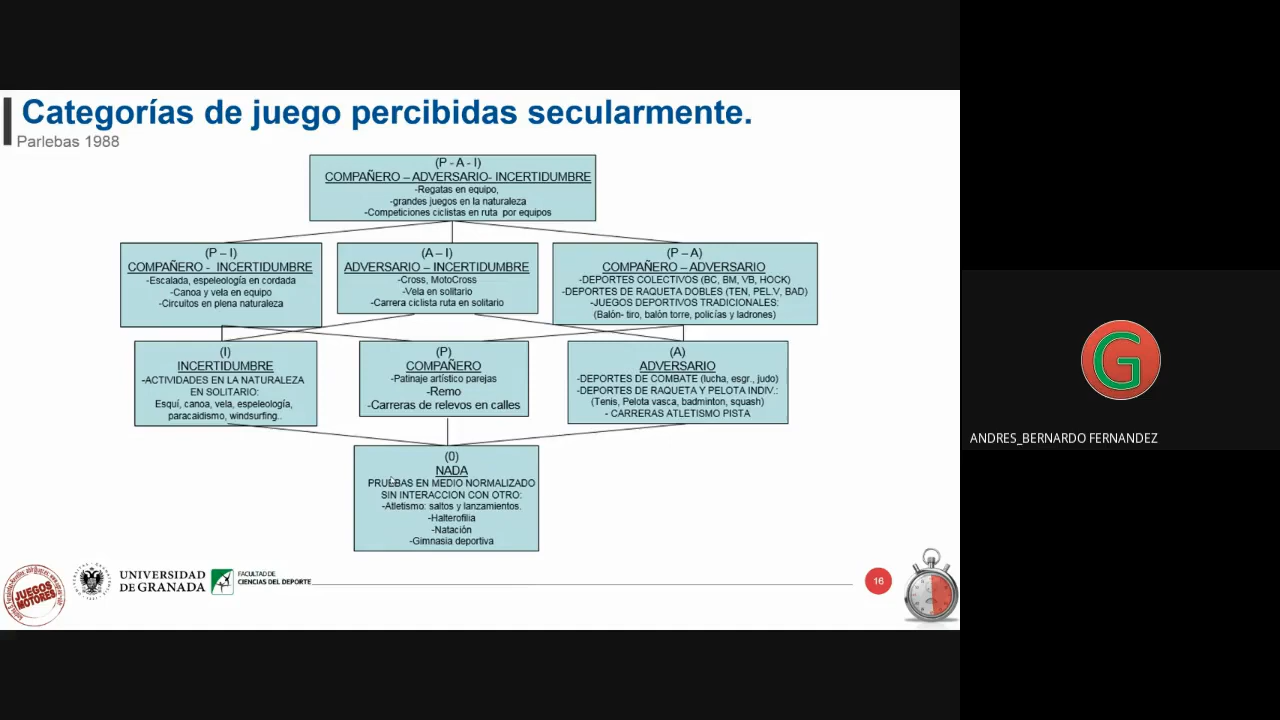 Categorías de juego percibidas secularmente.
Parlebas 1988
(P - A - I)
COMPAÑERO – ADVERSARIO- INCERTIDUMBRE
-Regatas en equipo,
-grandes juegos en la naturaleza
-Competiciones ciclistas en ruta por equipos
(P – I)
COMPAÑERO - INCERTIDUMBRE
-Escalada, espeleología en cordada
-Canoa y vela en equipo
-Circuitos en plena naturaleza
(A – I)
ADVERSARIO – INCERTIDUMBRE
-Cross, MotoCross
-Vela en solitario
-Carrera ciclista ruta en solitario
(P – A)
COMPAÑERO – ADVERSARIO
-DEPORTES COLECTIVOS (BC, BM, VB, HOCK)
-DEPORTES DE RAQUETA DOBLES (TEN, PEL.V, BAD)
-JUEGOS DEPORTIVOS TRADICIONALES:
(Balón- tiro, balón torre, policías y ladrones)
(I)
INCERTIDUMBRE
-ACTIVIDADES EN LA NATURALEZA
EN SOLITARIO:
Esquí, canoa, vela, espeleología,
paracaidismo, windsurfing..
(P)
COMPAÑERO
-Patinaje artístico parejas
-Remo
-Carreras de relevos en calles
(A)
ADVERSARIO
-DEPORTES DE COMBATE (lucha, esgr., judo)
-DEPORTES DE RAQUETA Y PELOTA INDIV.:
(Tenis, Pelota vasca, badminton, squash)
- CARRERAS ATLETISMO PISTA
(0)
NADA
PRUEBAS EN MEDIO NORMALIZADO
SIN INTERACCION CON OTRO:
-Atletismo: saltos y lanzamientos.
-Halterofilia
-Natación
-Gimnasia deportiva
JUEGOS
MOTORES
UNIVERSIDAD
DE GRANADA
FACULTAD DE
CIENCIAS DEL DEPORTE
16
G
ANDRES_BERNARDO FERNANDEZ